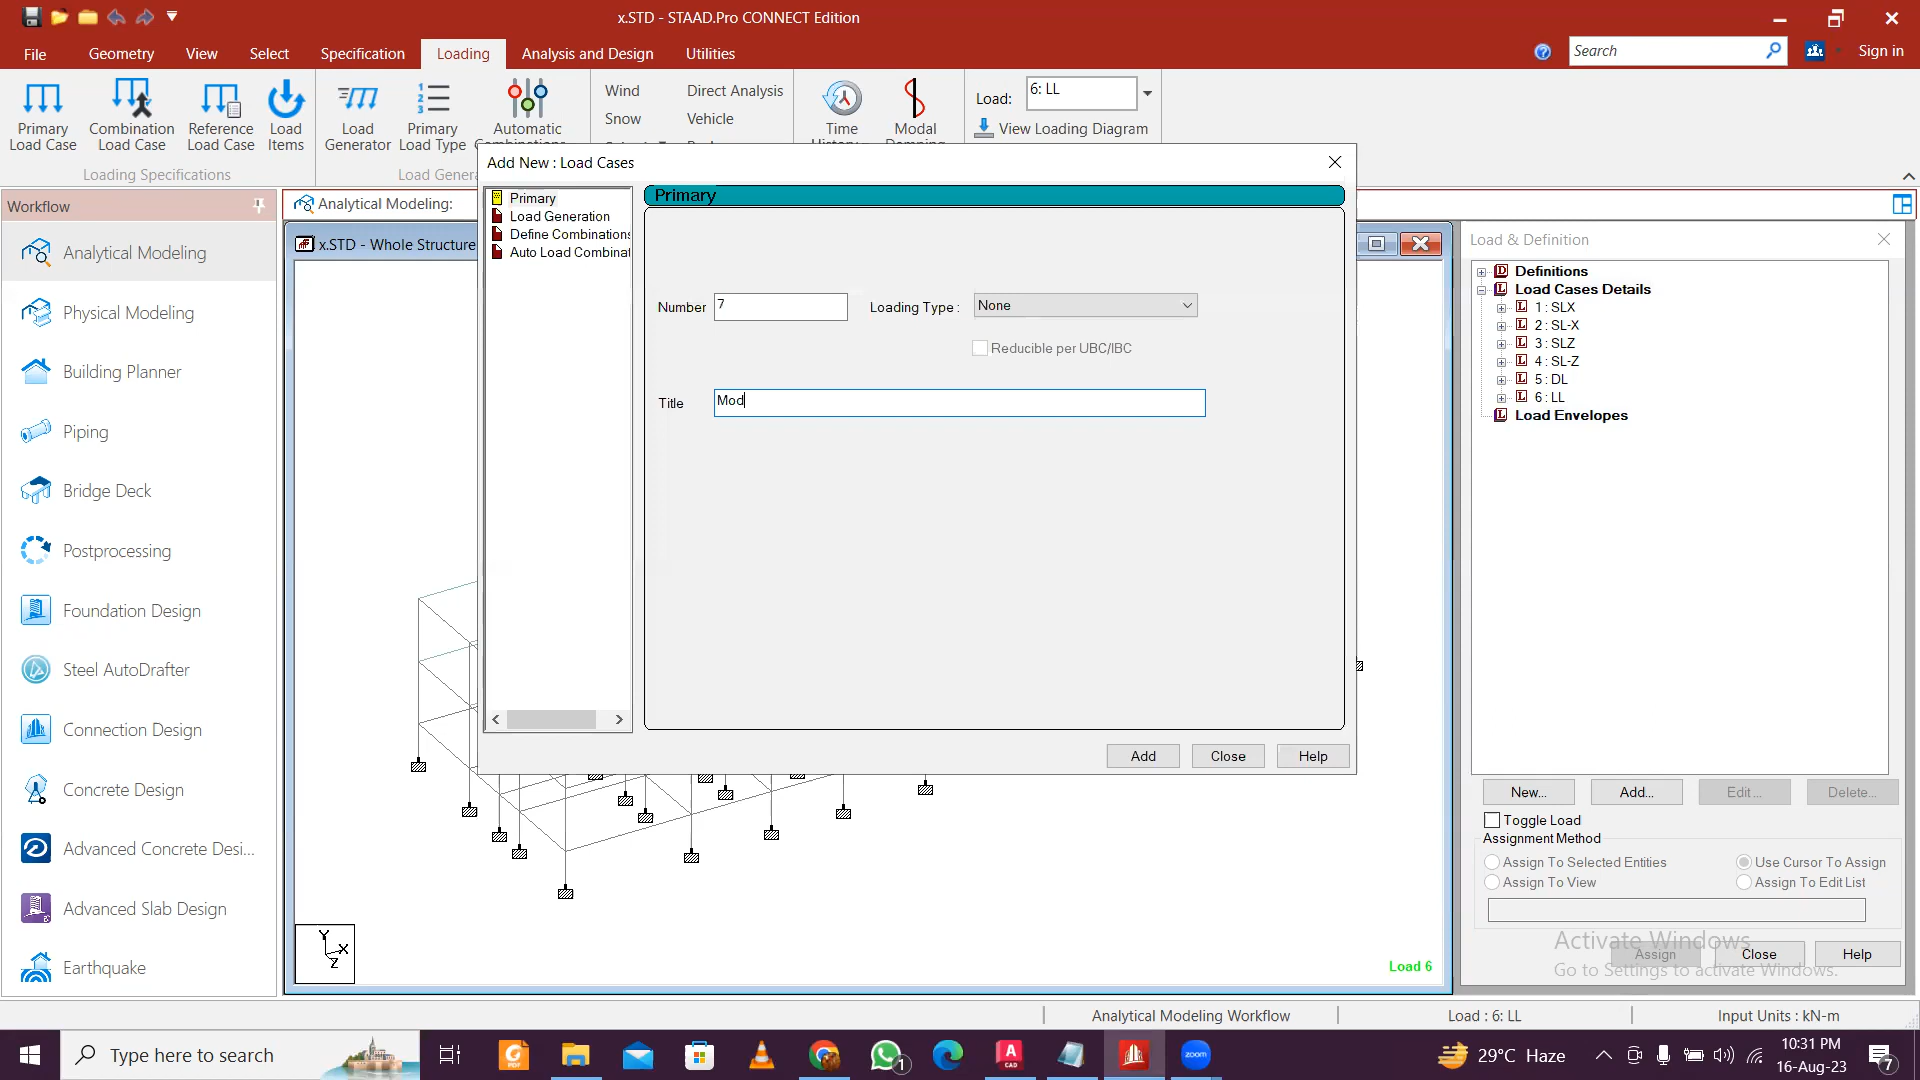 x.STD - STAAD.Pro CONNECT Edition
File Geometry View Select Specification Loading Analysis and Design Utilities
Search
Sign in
Primary Load Case
Combination Load Case
Reference Load Case
Load Items
Loading Specifications
Load Generator
Primary Load Type
Automatic
Wind
Snow
Direct Analysis
Vehicle
Time
Modal
Load: 6: LL
View Loading Diagram
Workflow
Analytical Modeling
Physical Modeling
Building Planner
Piping
Bridge Deck
Postprocessing
Foundation Design
Steel AutoDrafter
Connection Design
Concrete Design
Advanced Concrete Desi...
Advanced Slab Design
Earthquake
Analytical Modeling:
x.STD - Whole Structure
Add New : Load Cases
Primary
Load Generation
Define Combinations
Auto Load Combinat
Primary
Number 7
Loading Type : None
Reducible per UBC/IBC
Title Mod
Add Close Help
Y
X
Z
Load 6
Load & Definition
D Definitions
L Load Cases Details
L 1 : SLX
L 2 : SL-X
L 3 : SLZ
L 4 : SL-Z
L 5 : DL
L 6 : LL
L Load Envelopes
New... Add... Edit... Delete...
Toggle Load
Assignment Method
Assign To Selected Entities
Use Cursor To Assign
Assign To View
Assign To Edit List
Assign Close Help
Activate Windows
Go to Settings to activate Windows.
Analytical Modeling Workflow
Load : 6: LL
Input Units : kN-m
Type here to search
1
A
CAD
zoom
29°C Haze
10:31 PM
16-Aug-23
7